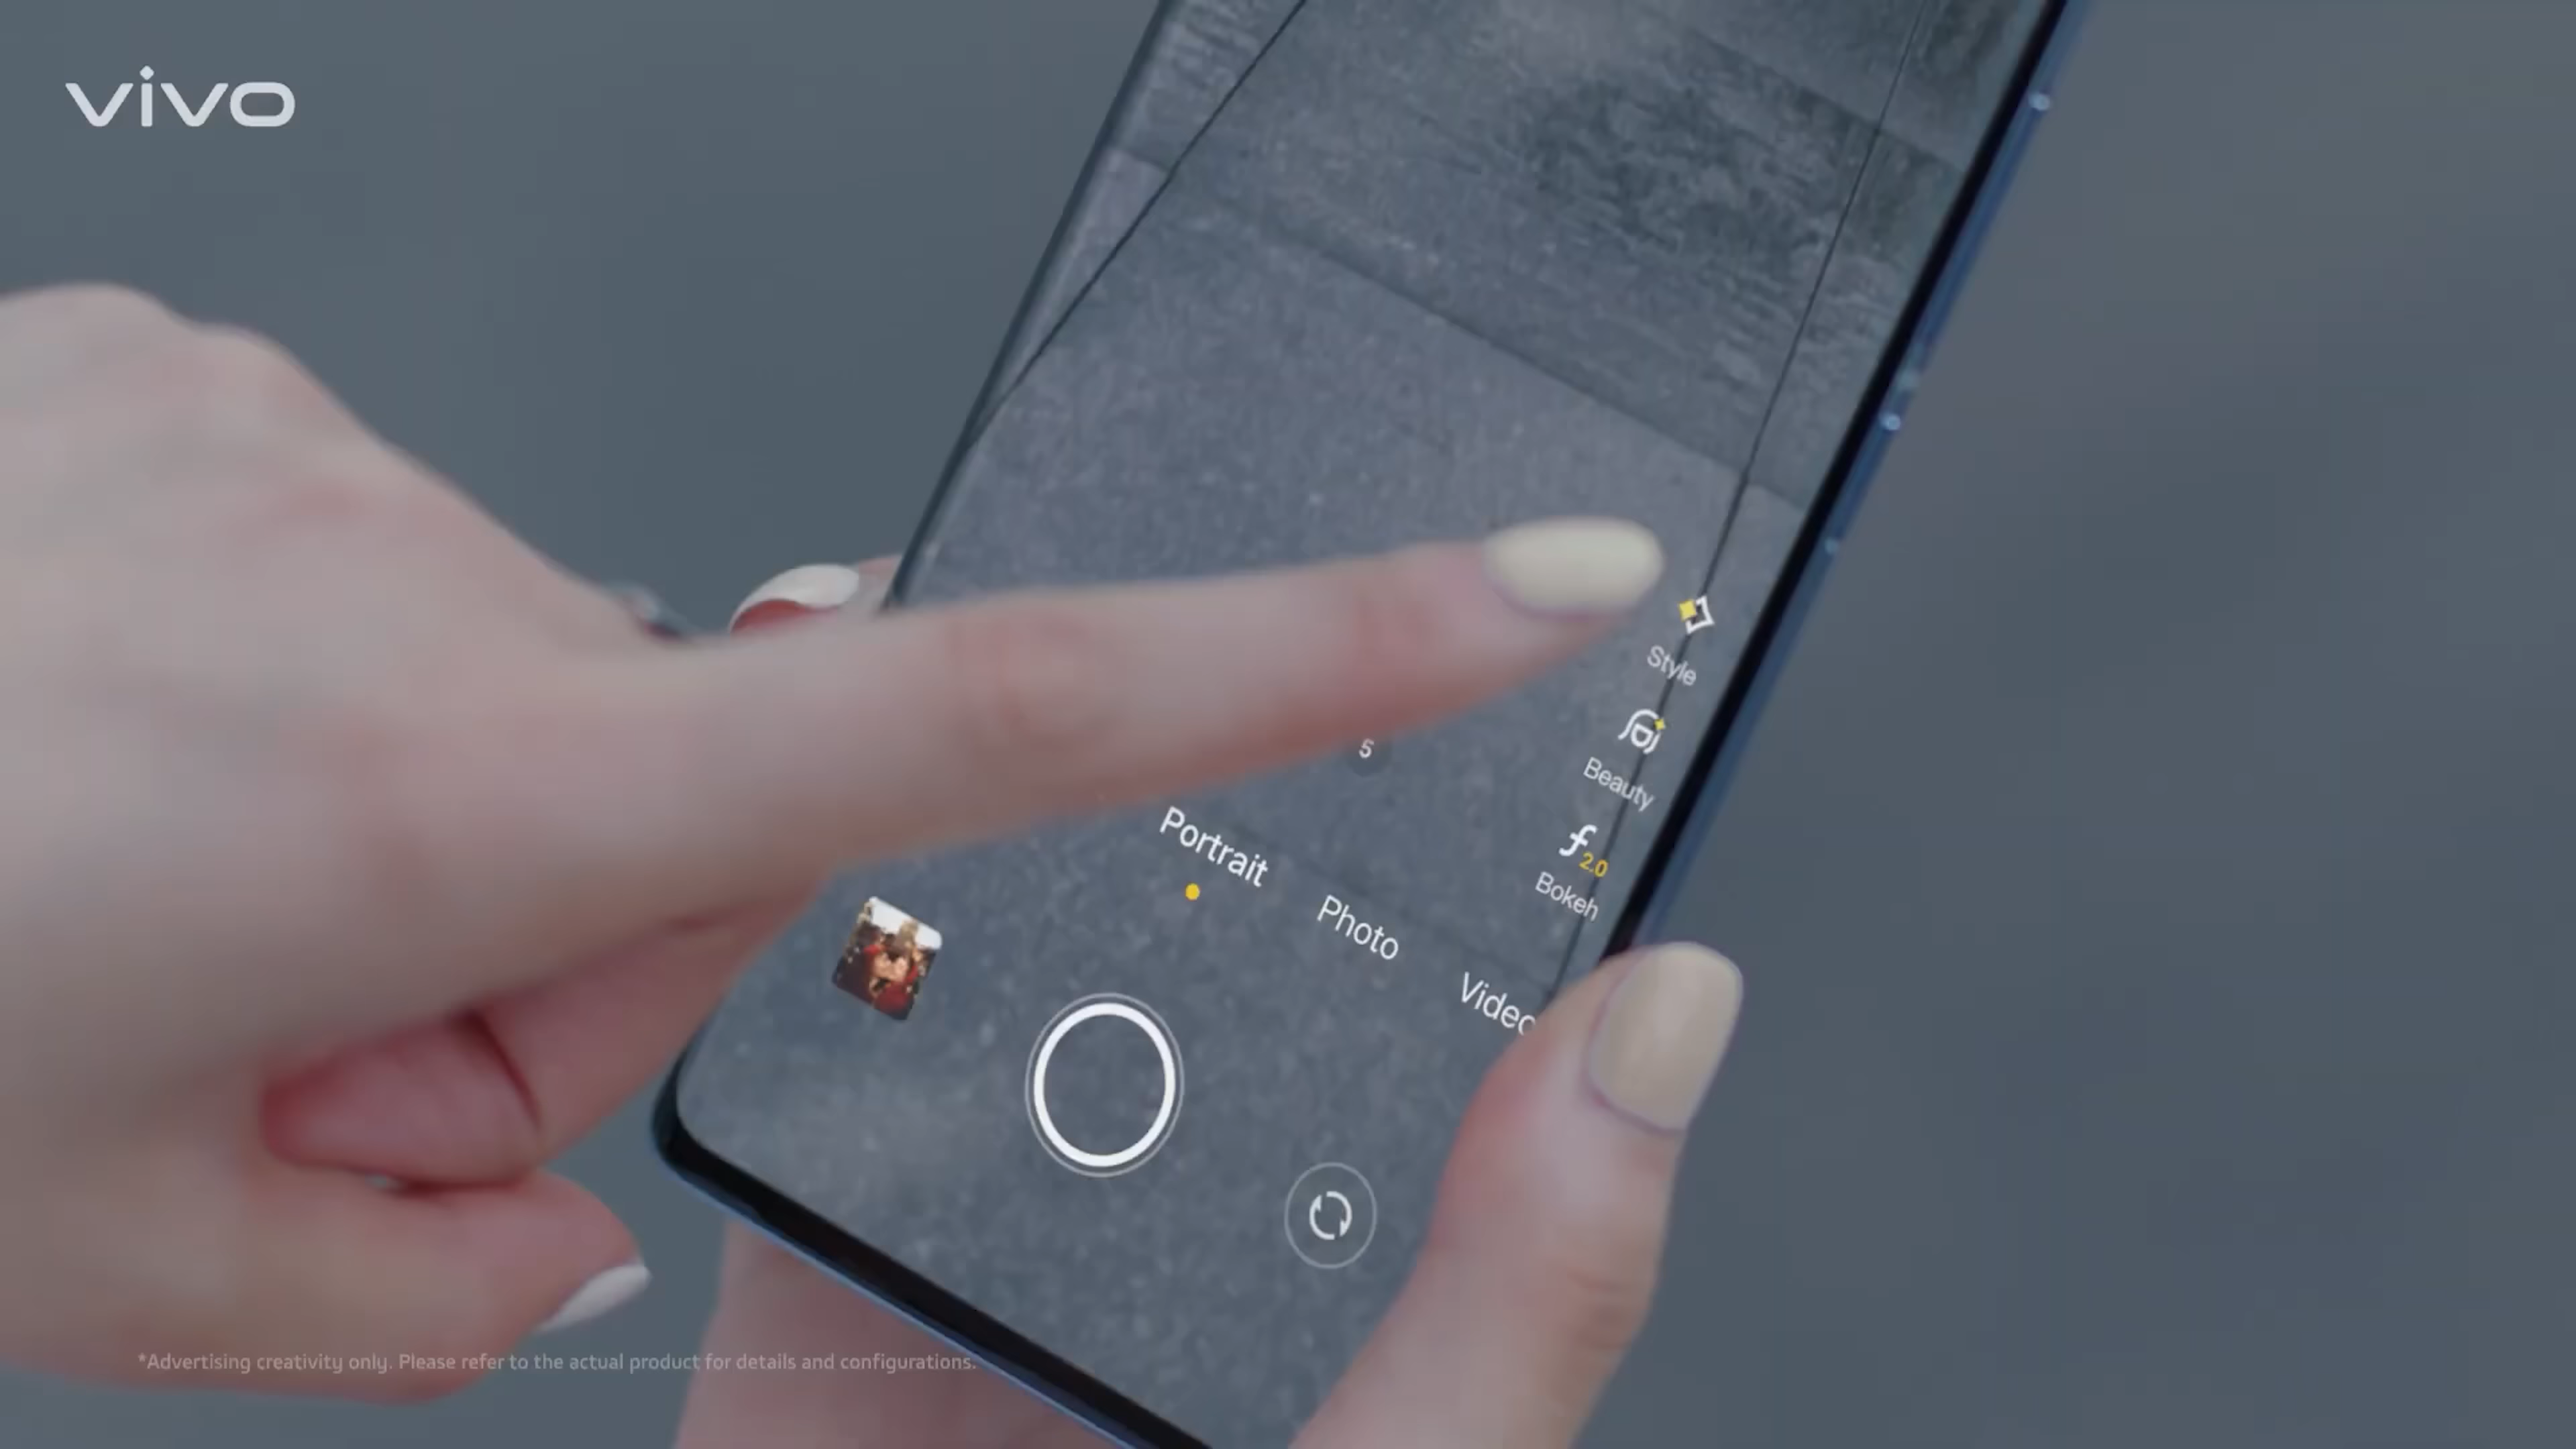 vivo
Style
Beauty
f2.0
Bokeh
5
Portrait
Photo
Video
*Advertising creativity only. Please refer to the actual product for details and configurations.